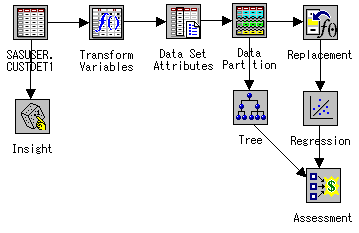 SASUSER.
CUSTDET1
Transform
Variables
Data Set
Attributes
Data
Partition
Replacement
Insight
Tree
Regression
Assessment